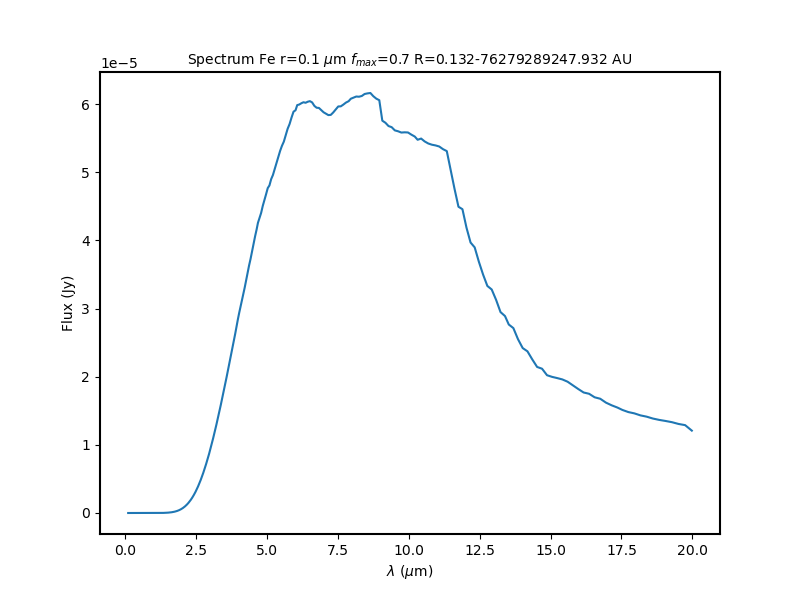 Spectrum Fe r=0.1 μm f_max=0.7 R=0.132-76279289247.932 AU
1e−5
6
5
4
3
2
1
0
Flux (Jy)
0.0 2.5 5.0 7.5 10.0 12.5 15.0 17.5 20.0
λ (μm)